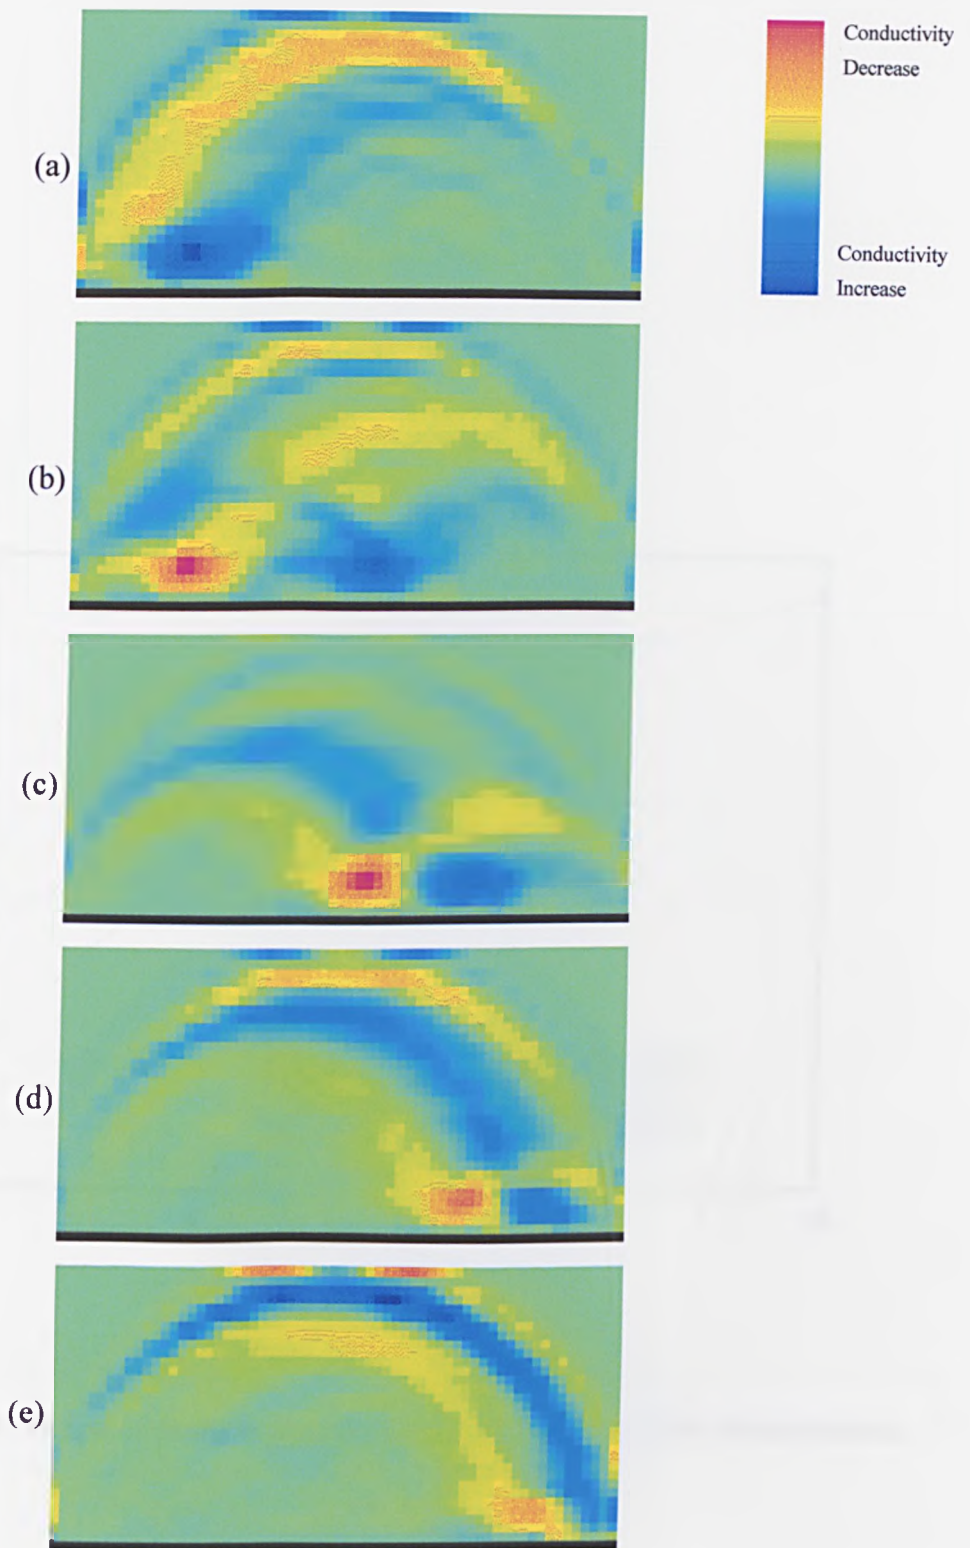 Conductivity
Decrease
Conductivity
Increase
(a)
(b)
(c)
(d)
(e)